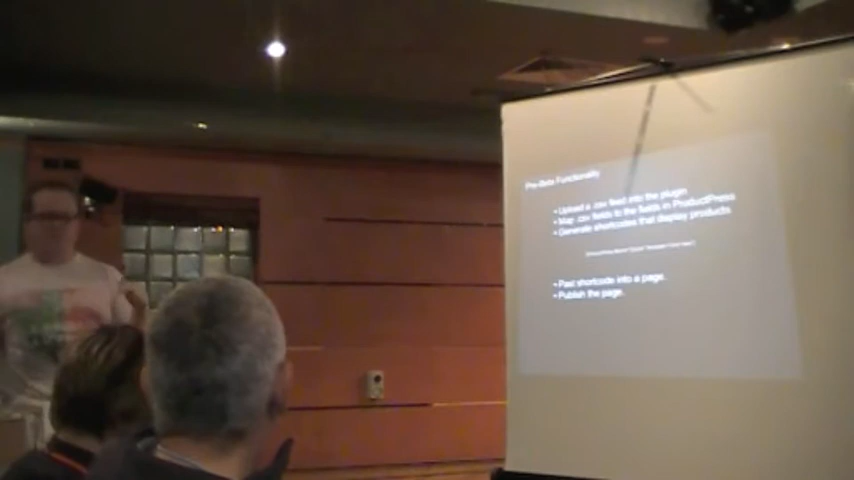 Pre-Beta Functionality
• Upload a .csv feed into the plugin
• Map .csv fields to the fields in ProductPress
• Generate shortcodes that display products
• Past shortcode into a page.
• Publish the page.